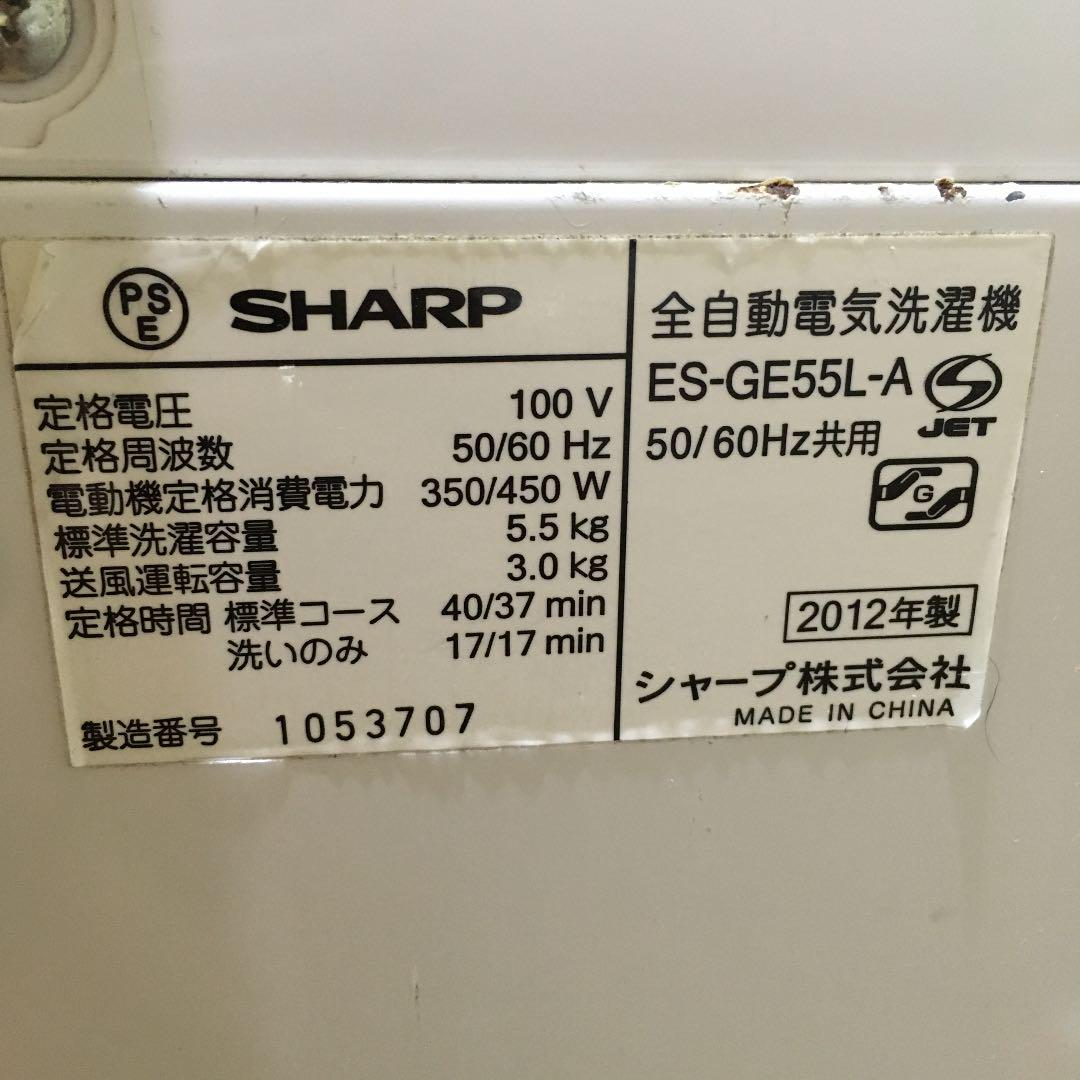 PSE SHARP
定格電圧 100 V
定格周波数 50/60 Hz
電動機定格消費電力 350/450 W
標準洗濯容量 5.5 kg
送風運転容量 3.0 kg
定格時間 標準コース 40/37 min
洗いのみ 17/17 min
製造番号 1053707
全自動電気洗濯機
ES-GE55L-A
JET
50/60Hz共用
G
2012年製
シャープ株式会社
MADE IN CHINA